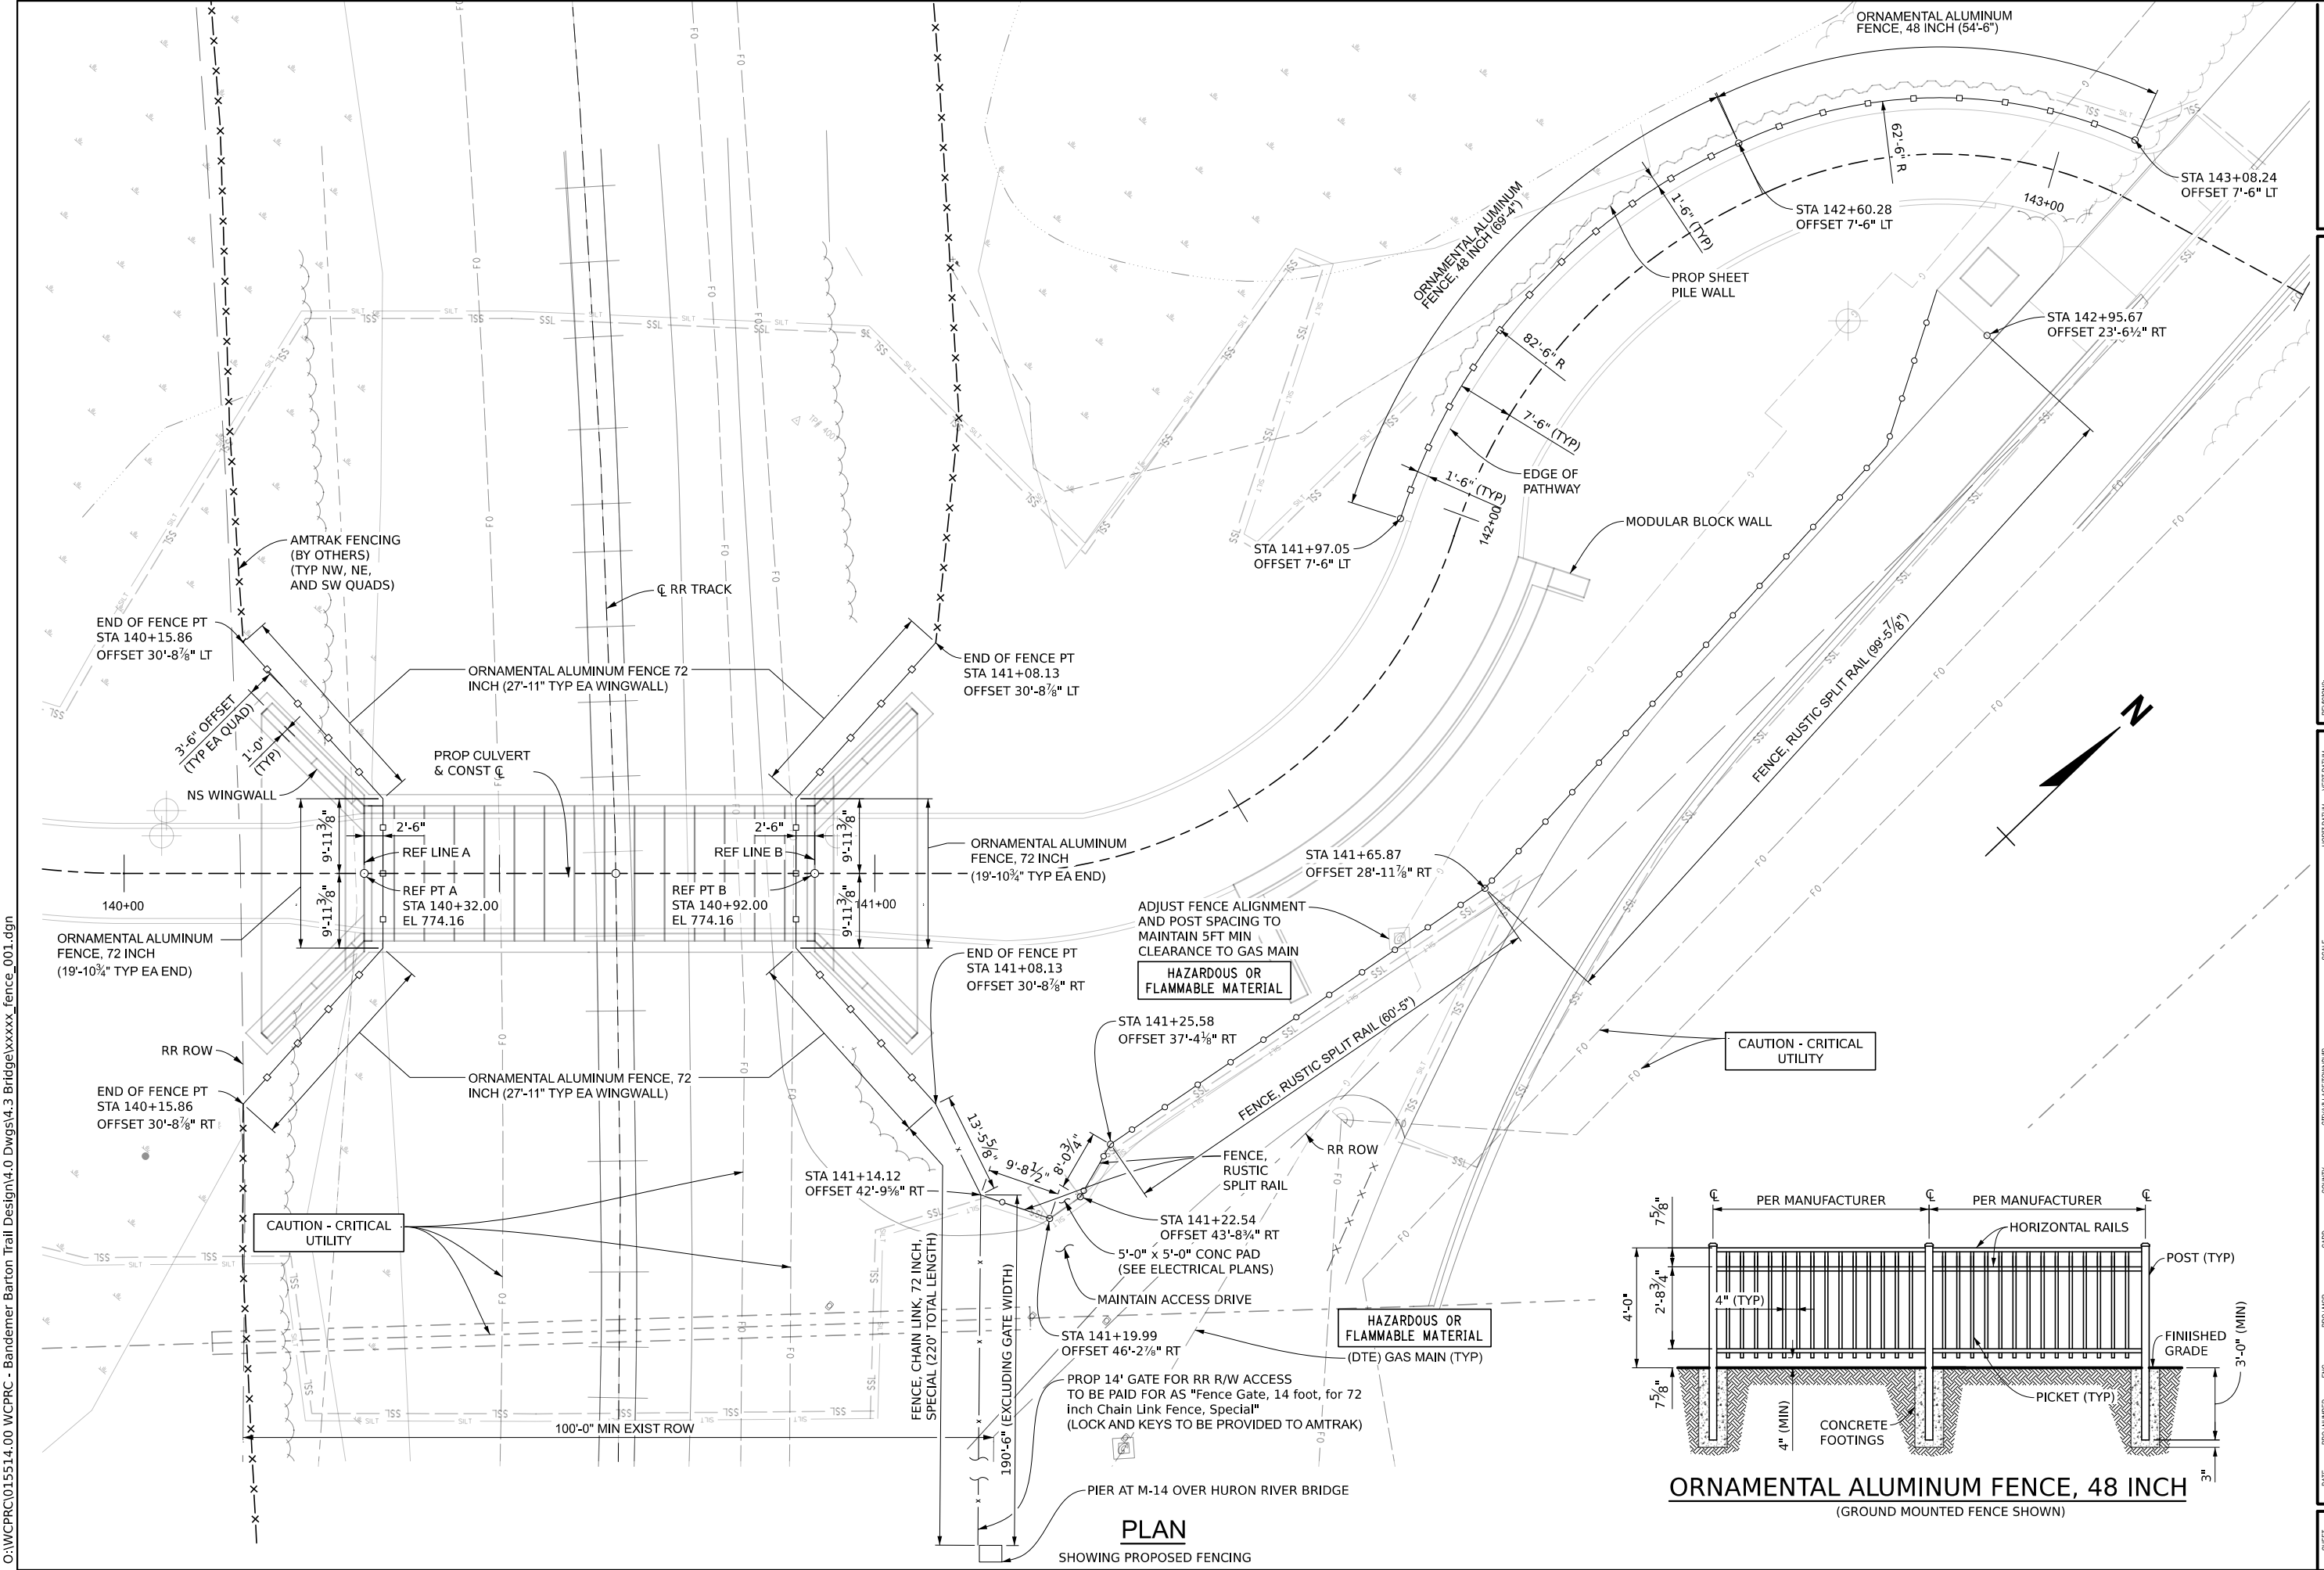 ORNAMENTAL ALUMINUM
FENCE, 48 INCH (54'-6")
62'-6" R
STA 143+08.24
OFFSET 7'-6" LT
143+00
STA 142+60.28
OFFSET 7'-6" LT
1'-6" (TYP)
ORNAMENTAL ALUMINUM
FENCE, 48 INCH (69'-4")
PROP SHEET
PILE WALL
STA 142+95.67
OFFSET 23'-6½" RT
82'-6" R
7'-6" (TYP)
EDGE OF
PATHWAY
1'-6" (TYP)
142+00
MODULAR BLOCK WALL
STA 141+97.05
OFFSET 7'-6" LT
AMTRAK FENCING
(BY OTHERS)
(TYP NW, NE,
AND SW QUADS)
℄ RR TRACK
END OF FENCE PT
STA 140+15.86
OFFSET 30'-8⅞" LT
ORNAMENTAL ALUMINUM FENCE 72
INCH (27'-11" TYP EA WINGWALL)
END OF FENCE PT
STA 141+08.13
OFFSET 30'-8⅞" LT
FENCE, RUSTIC SPLIT RAIL (99'-5⅞")
N
3'-6" OFFSET
(TYP EA QUAD)
1'-0"
(TYP)
PROP CULVERT
& CONST ℄
NS WINGWALL
9'-11⅜"
2'-6"
2'-6"
9'-11⅜"
REF LINE A
REF LINE B
ORNAMENTAL ALUMINUM
FENCE, 72 INCH
(19'-10¾" TYP EA END)
STA 141+65.87
OFFSET 28'-11⅞" RT
140+00
9'-11⅜"
REF PT A
STA 140+32.00
EL 774.16
REF PT B
STA 140+92.00
EL 774.16
9'-11⅜"
141+00
ADJUST FENCE ALIGNMENT
AND POST SPACING TO
MAINTAIN 5FT MIN
CLEARANCE TO GAS MAIN
HAZARDOUS OR
FLAMMABLE MATERIAL
ORNAMENTAL ALUMINUM
FENCE, 72 INCH
(19'-10¾" TYP EA END)
END OF FENCE PT
STA 141+08.13
OFFSET 30'-8⅞" RT
STA 141+25.58
OFFSET 37'-4⅛" RT
FENCE, RUSTIC SPLIT RAIL (60'-5")
CAUTION - CRITICAL
UTILITY
RR ROW
END OF FENCE PT
STA 140+15.86
OFFSET 30'-8⅞" RT
ORNAMENTAL ALUMINUM FENCE, 72
INCH (27'-11" TYP EA WINGWALL)
13'-5⅝"
9'-8½"
8'-0¾"
FENCE,
RUSTIC
SPLIT RAIL
RR ROW
STA 141+14.12
OFFSET 42'-9⅝" RT
CAUTION - CRITICAL
UTILITY
STA 141+22.54
OFFSET 43'-8¼" RT
5'-0" x 5'-0" CONC PAD
(SEE ELECTRICAL PLANS)
MAINTAIN ACCESS DRIVE
STA 141+19.99
OFFSET 46'-2⅞" RT
HAZARDOUS OR
FLAMMABLE MATERIAL
(DTE) GAS MAIN (TYP)
FENCE, CHAIN LINK, 72 INCH,
SPECIAL (220' TOTAL LENGTH)
190'-6" (EXCLUDING GATE WIDTH)
PROP 14' GATE FOR RR R/W ACCESS
TO BE PAID FOR AS "Fence Gate, 14 foot, for 72
inch Chain Link Fence, Special"
(LOCK AND KEYS TO BE PROVIDED TO AMTRAK)
100'-0" MIN EXIST ROW
PIER AT M-14 OVER HURON RIVER BRIDGE
PLAN
SHOWING PROPOSED FENCING
℄ PER MANUFACTURER ℄ PER MANUFACTURER ℄
7⅝"
HORIZONTAL RAILS
POST (TYP)
4'-0"
2'-8¾"
4" (TYP)
FINIISHED
GRADE
7⅝"
4" (MIN)
PICKET (TYP)
CONCRETE
FOOTINGS
3'-0" (MIN)
3"
ORNAMENTAL ALUMINUM FENCE, 48 INCH
(GROUND MOUNTED FENCE SHOWN)
O:\WCPRC\015514.00 WCPRC - Bandemer Barton Trail Design\4.0 Dwgs\4.3 Bridge\xxxxx_fence_001.dgn